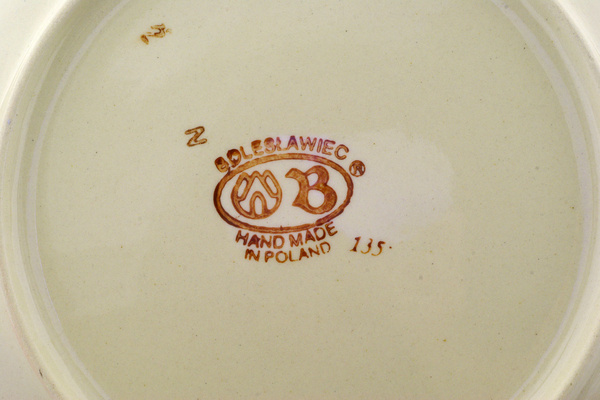 Z
BOLESŁAWIEC ®
B
HAND MADE
IN POLAND
135